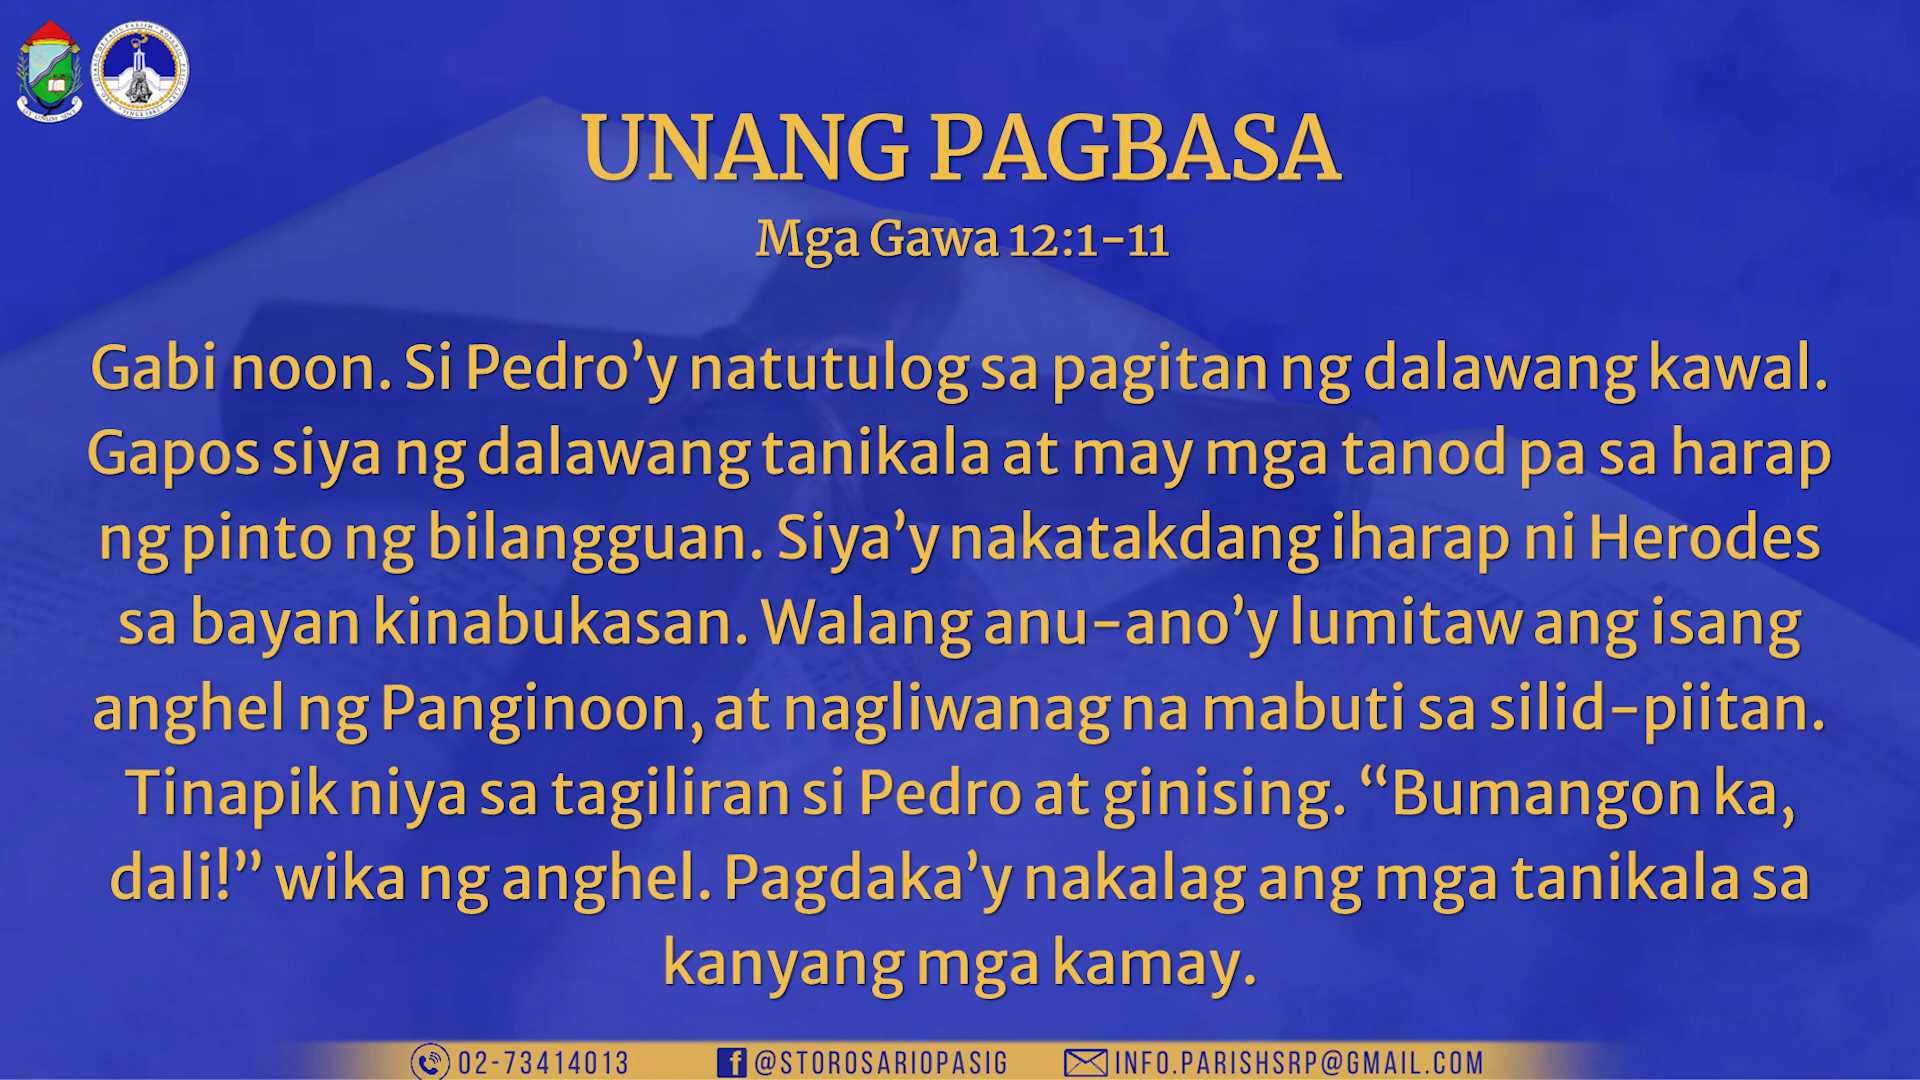 UNANG PAGBASA
Mga Gawa 12:1-11
Gabi noon. Si Pedro’y natutulog sa pagitan ng dalawang kawal.
Gapos siya ng dalawang tanikala at may mga tanod pa sa harap
ng pinto ng bilangguan. Siya’y nakatakdang iharap ni Herodes
sa bayan kinabukasan. Walang anu-ano’y lumitaw ang isang
anghel ng Panginoon, at nagliwanag na mabuti sa silid-piitan.
Tinapik niya sa tagiliran si Pedro at ginising. “Bumangon ka,
dali!” wika ng anghel. Pagdaka’y nakalag ang mga tanikala sa
kanyang mga kamay.
02-73414013
@STOROSARIOPASIG
INFO.PARISHSRP@GMAIL.COM